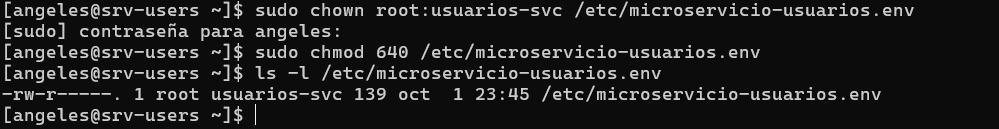 [angeles@srv-users ~]$ sudo chown root:usuarios-svc /etc/microservicio-usuarios.env
[sudo] contraseña para angeles:
[angeles@srv-users ~]$ sudo chmod 640 /etc/microservicio-usuarios.env
[angeles@srv-users ~]$ ls -l /etc/microservicio-usuarios.env
-rw-r-----. 1 root usuarios-svc 139 oct  1 23:45 /etc/microservicio-usuarios.env
[angeles@srv-users ~]$